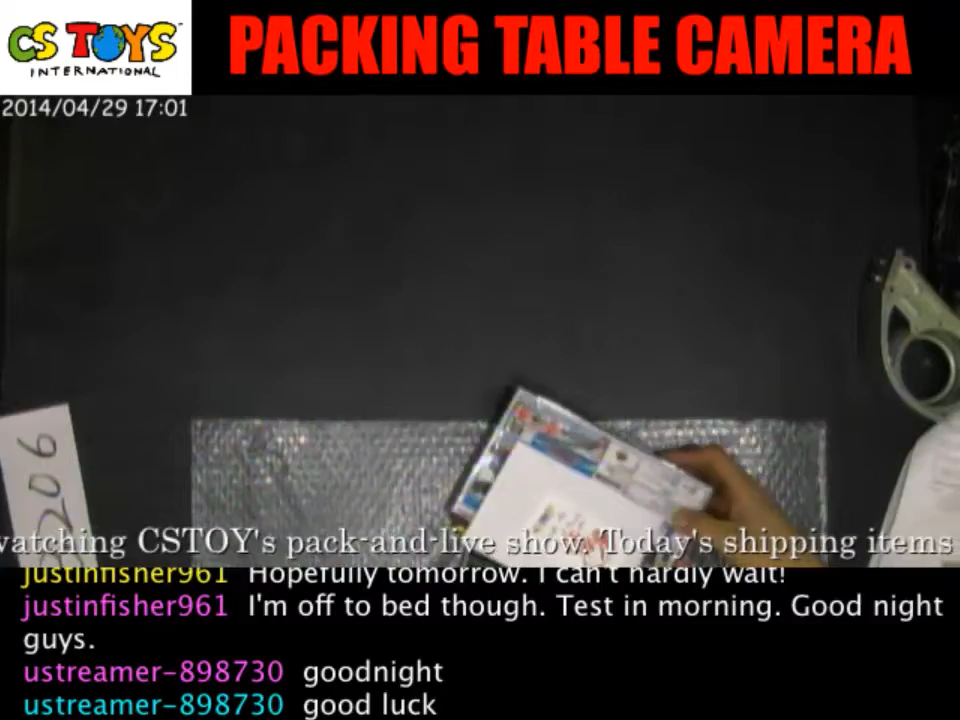 CS TOYS
INTERNATIONAL
PACKING TABLE CAMERA
2014/04/29 17:01
206
watching CSTOY's pack-and-live show. Today's shipping items
justinfisher961 Hopefully tomorrow. I can't hardly wait!
justinfisher961 I'm off to bed though. Test in morning. Good night
guys.
ustreamer-898730 goodnight
ustreamer-898730 good luck